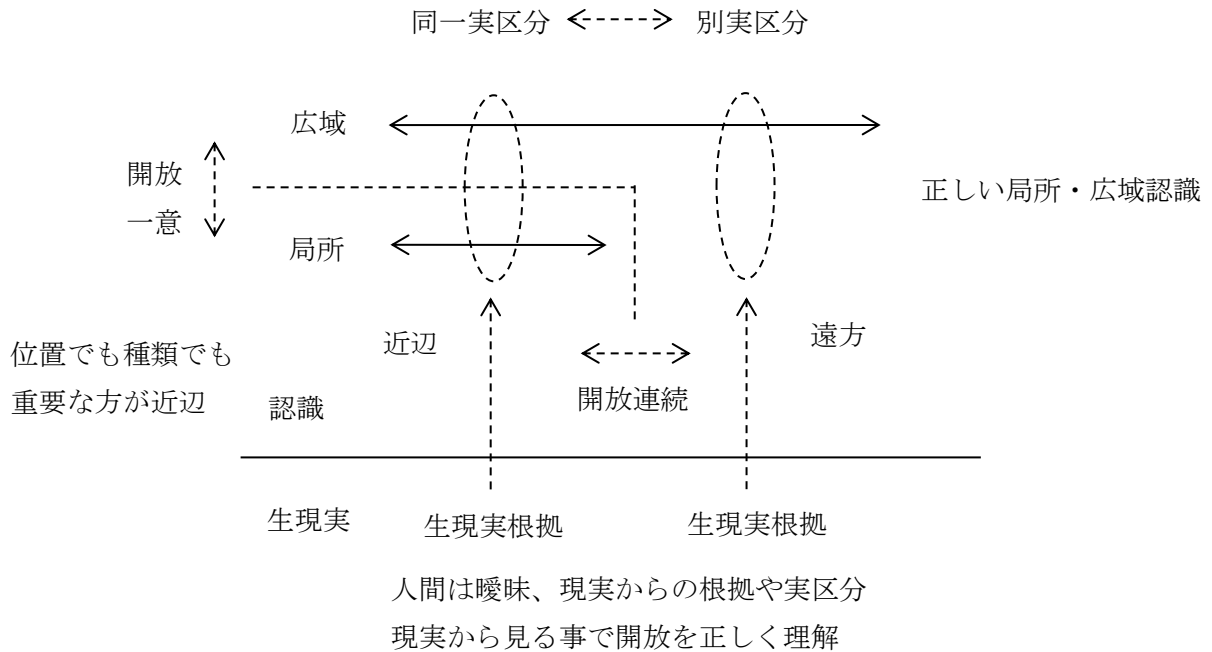 同一実区分
別実区分
広域
開放
一意
正しい局所・広域認識
局所
近辺
遠方
位置でも種類でも
重要な方が近辺
開放連続
認識
生現実
生現実根拠
生現実根拠
人間は曖昧、現実からの根拠や実区分
現実から見る事で開放を正しく理解